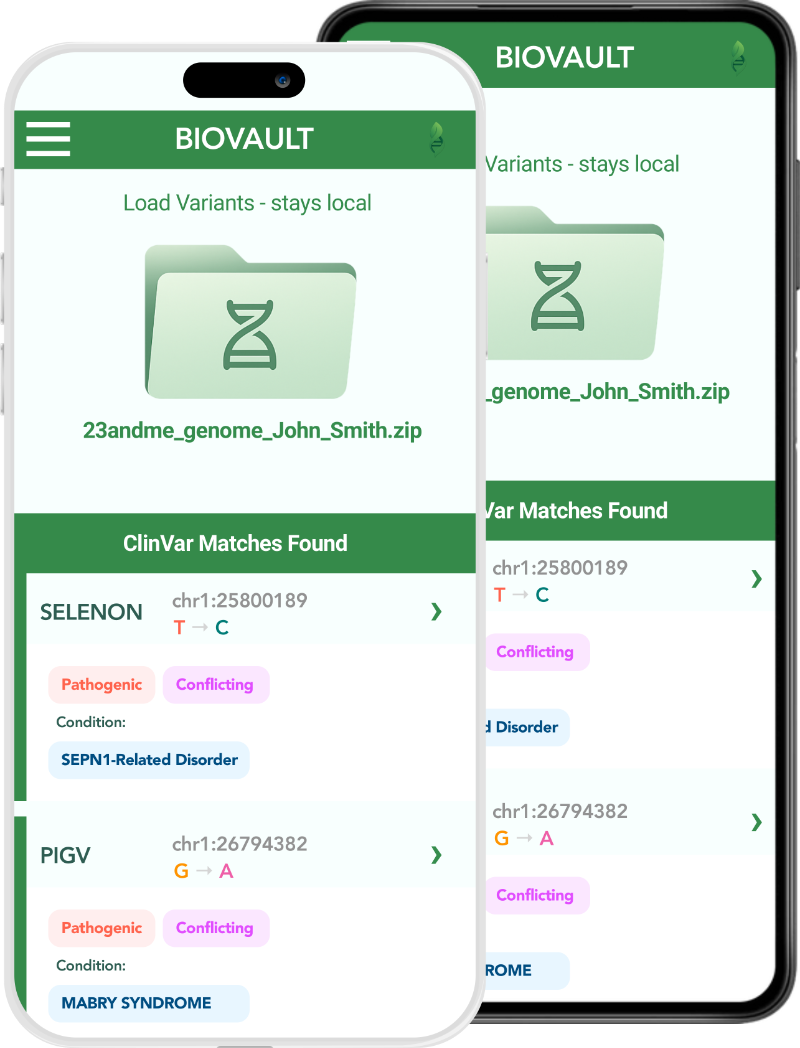 BIOVAULT
Load Variants - stays local
23andme_genome_John_Smith.zip
ClinVar Matches Found
SELENON
chr1:25800189
T → C
Pathogenic
Conflicting
Condition:
SEPN1-Related Disorder
PIGV
chr1:26794382
G → A
Pathogenic
Conflicting
Condition:
MABRY SYNDROME
BIOVAULT
Variants - stays local
_genome_John_Smith.zip
Var Matches Found
chr1:25800189
T → C
Conflicting
d Disorder
chr1:26794382
G → A
Conflicting
ROME